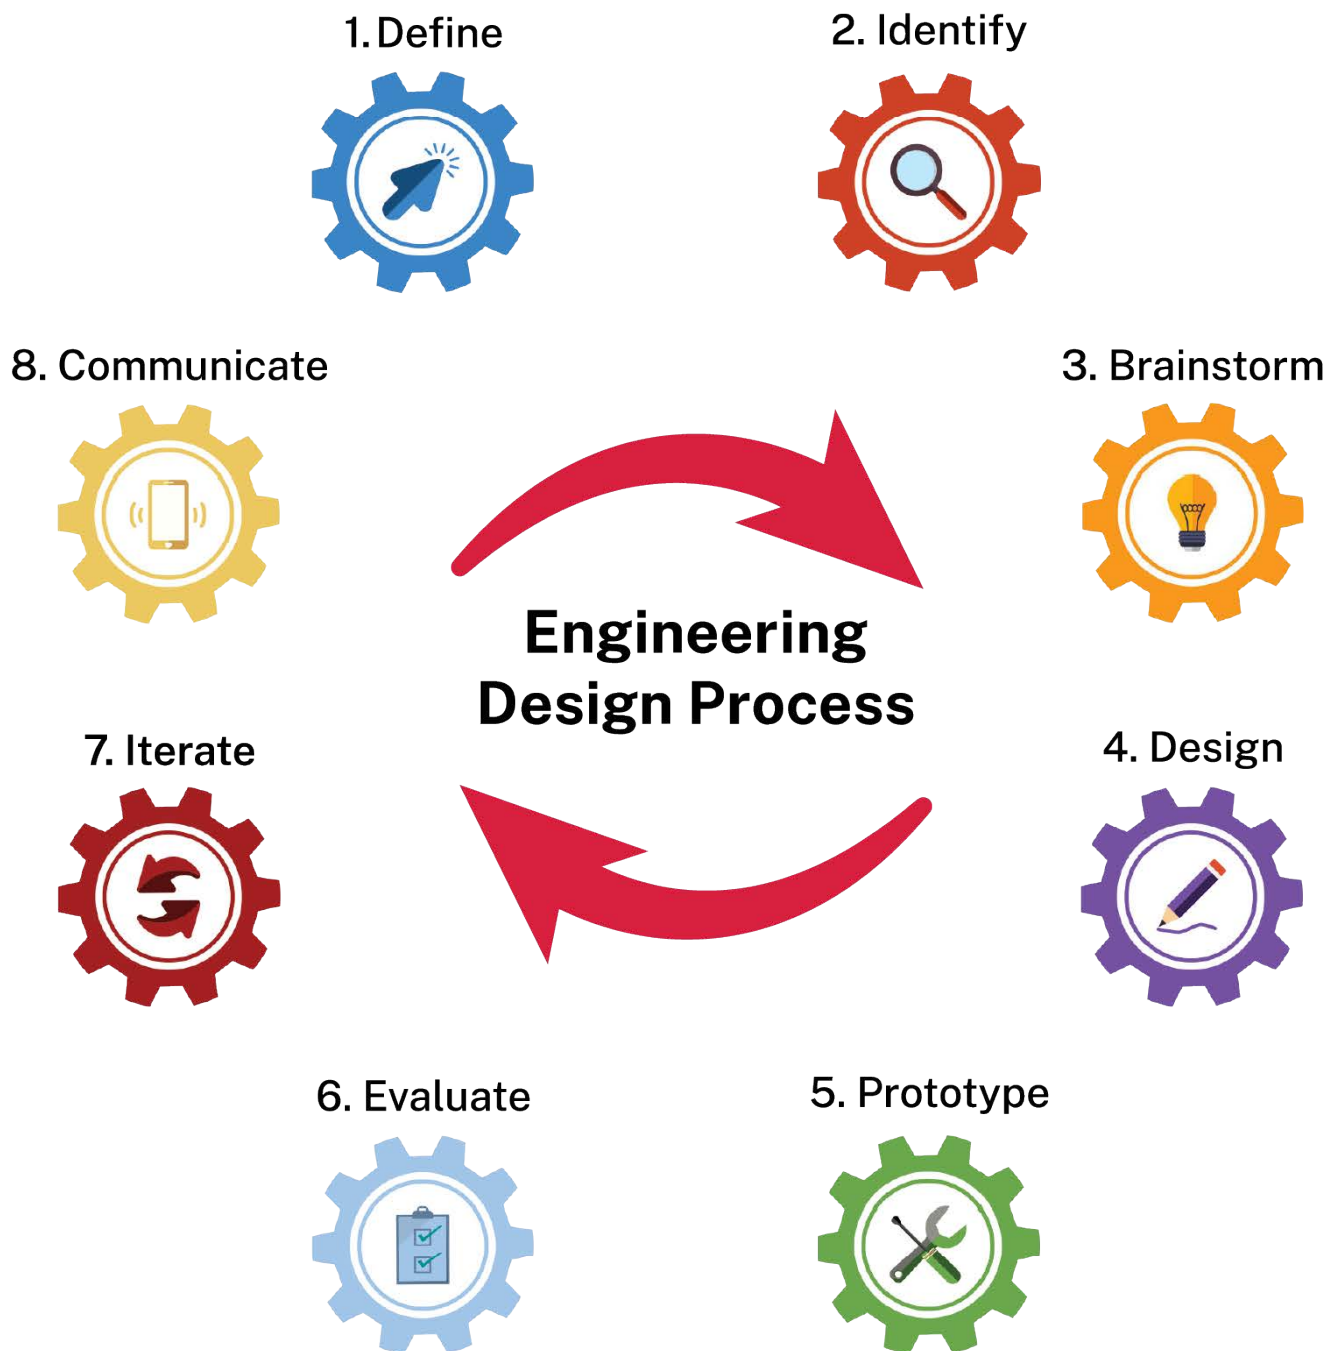 1. Define
2. Identify
8. Communicate
3. Brainstorm
Engineering
Design Process
7. Iterate
4. Design
6. Evaluate
5. Prototype